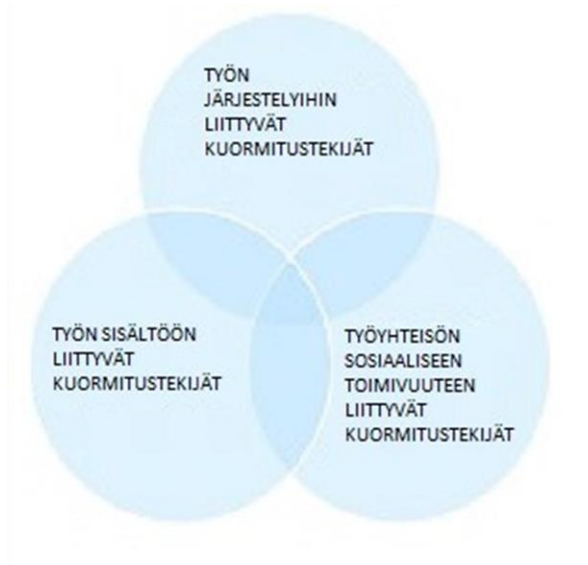 TYÖN
JÄRJESTELYIHIN
LIITTYVÄT
KUORMITUSTEKIJÄT
TYÖN SISÄLTÖÖN
LIITTYVÄT
KUORMITUSTEKIJÄT
TYÖYHTEISÖN
SOSIAALISEEN
TOIMIVUUTEEN
LIITTYVÄT
KUORMITUSTEKIJÄT